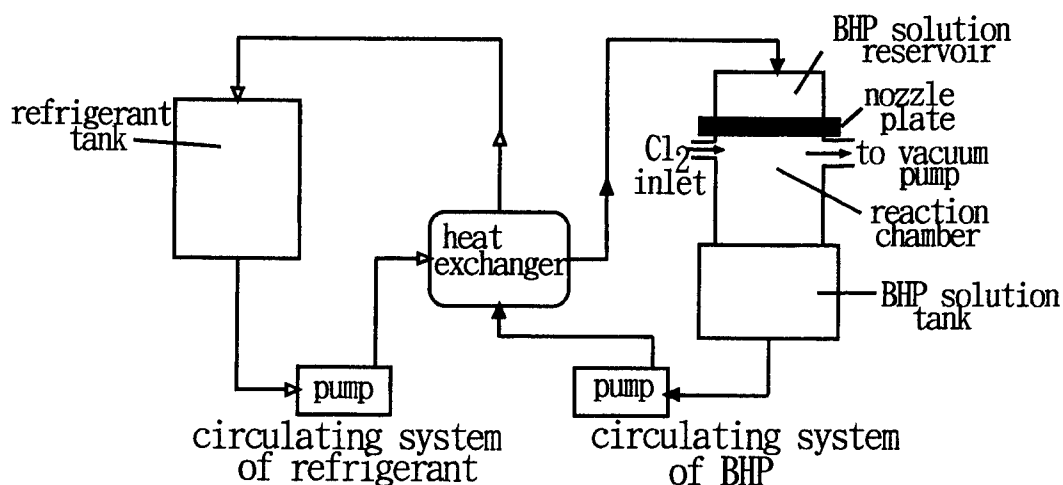 BHP solution
reservoir
refrigerant
tank
nozzle
plate
Cl2
inlet
to vacuum
pump
reaction
chamber
heat
exchanger
BHP solution
tank
pump
pump
circulating system
of refrigerant
circulating system
of BHP